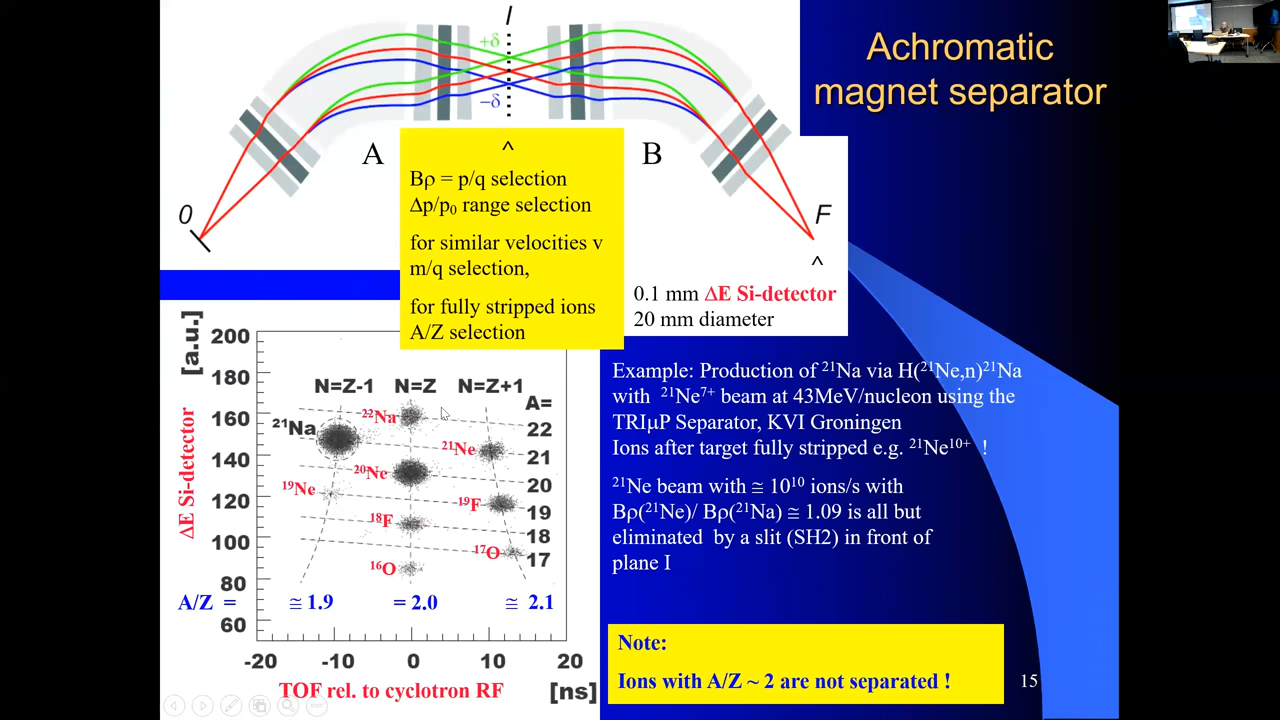 Achromatic
magnet separator
I
+δ
−δ
A
^
B
0
F
^
Bρ = p/q selection
Δp/p₀ range selection
for similar velocities v
m/q selection,
for fully stripped ions
A/Z selection
0.1 mm ΔE Si-detector
20 mm diameter
[a.u.]
ΔE Si-detector
200
180
160
140
120
100
80
60
N=Z-1 N=Z N=Z+1
A=
22
21
20
19
18
17
²²Na
²¹Na
²¹Ne
²⁰Ne
¹⁹Ne
¹⁹F
¹⁸F
¹⁷O
¹⁶O
A/Z = ≅ 1.9 = 2.0 ≅ 2.1
-20 -10 0 10 20
TOF rel. to cyclotron RF [ns]
Example: Production of ²¹Na via H(²¹Ne,n)²¹Na
with ²¹Ne⁷⁺ beam at 43MeV/nucleon using the
TRIμP Separator, KVI Groningen
Ions after target fully stripped e.g. ²¹Ne¹⁰⁺ !
²¹Ne beam with ≅ 10¹⁰ ions/s with
Bρ(²¹Ne)/ Bρ(²¹Na) ≅ 1.09 is all but
eliminated by a slit (SH2) in front of
plane I
Note:
Ions with A/Z ~ 2 are not separated !
15